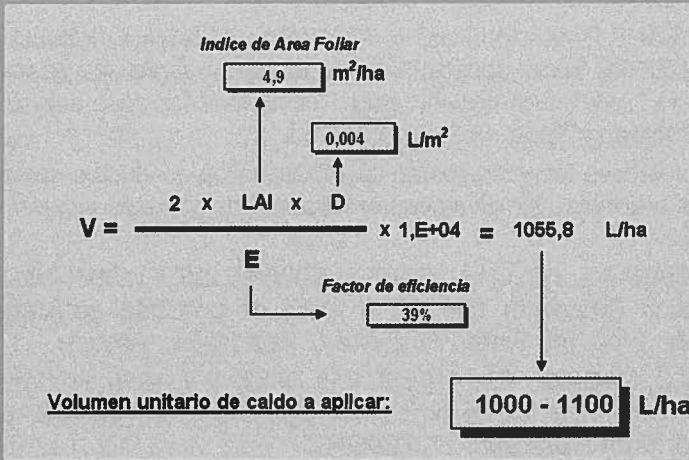 Indice de Area Foliar
4,9 m²/ha
0,004 L/m²
2 x LAI x D
V = x 1,E+04 = 1055,8 L/ha
E
Factor de eficiencia
39%
Volumen unitario de caldo a aplicar: 1000 - 1100 L/ha